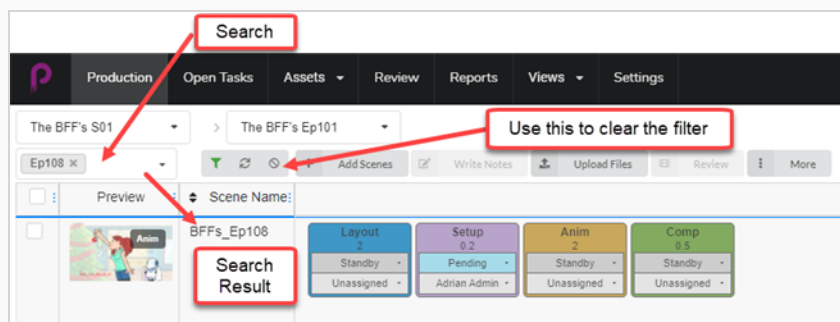 Search
Production Open Tasks Assets Review Reports Views Settings
The BFF's S01 > The BFF's Ep101
Use this to clear the filter
Ep108 × Add Scenes Write Notes Upload Files Review More
Preview Scene Name
Anim
BFFs_Ep108
Search
Result
Layout Setup Anim Comp
2 0.2 2 0.5
Standby Pending Standby Standby
Unassigned Adrian Admin Unassigned Unassigned